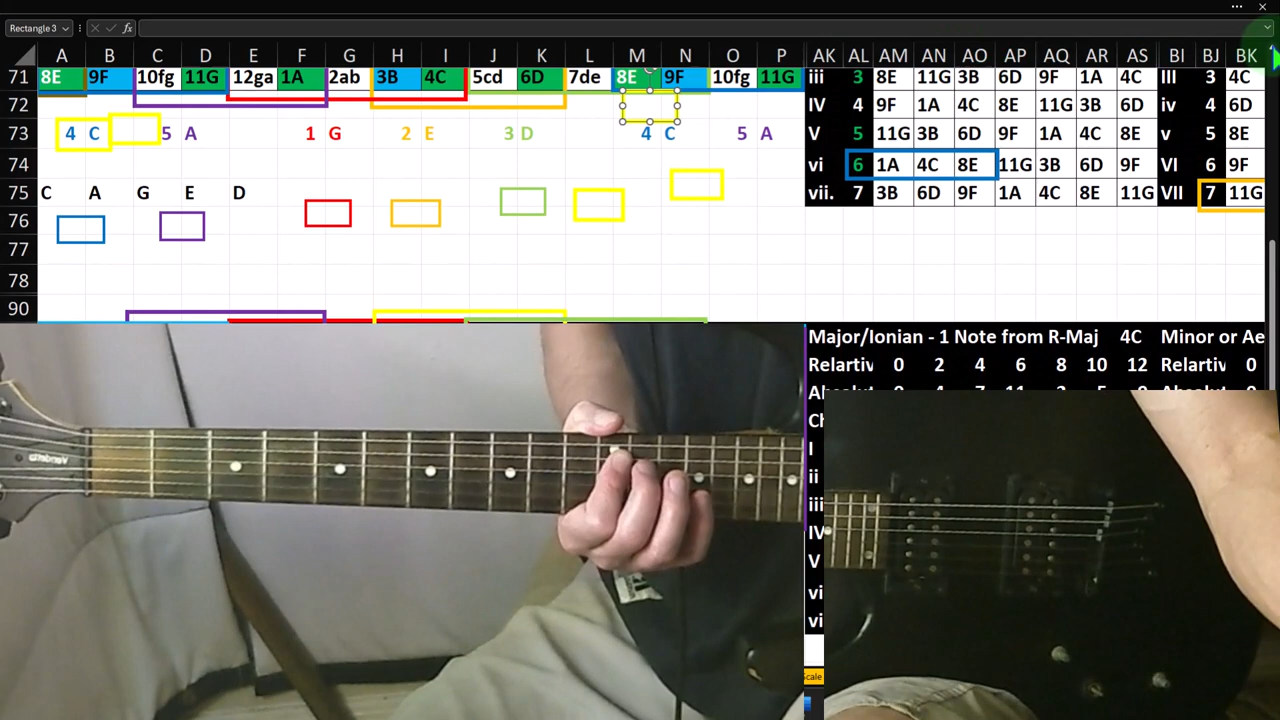 Rectangle 3 fx
A B C D E F G H I J K L M N O P AK AL AM AN AO AP AQ AR AS BI BJ BK
71 8E 9F 10fg 11G 12ga 1A 2ab 3B 4C 5cd 6D 7de 8E 9F 10fg 11G iii 3 8E 11G 3B 6D 9F 1A 4C III 3 4C
72 IV 4 9F 1A 4C 8E 11G 3B 6D iv 4 6D
73 4 C 5 A 1 G 2 E 3 D 4 C 5 A V 5 11G 3B 6D 9F 1A 4C 8E v 5 8E
74 vi 6 1A 4C 8E 11G 3B 6D 9F VI 6 9F
75 C A G E D vii. 7 3B 6D 9F 1A 4C 8E 11G VII 7 11G
76
77
78
90
Major/Ionian - 1 Note from R-Maj 4C Minor or Ae
Relartiv 0 2 4 6 8 10 12 Relartiv 0
I
ii
iii
IV
V
vi
vi
Scale